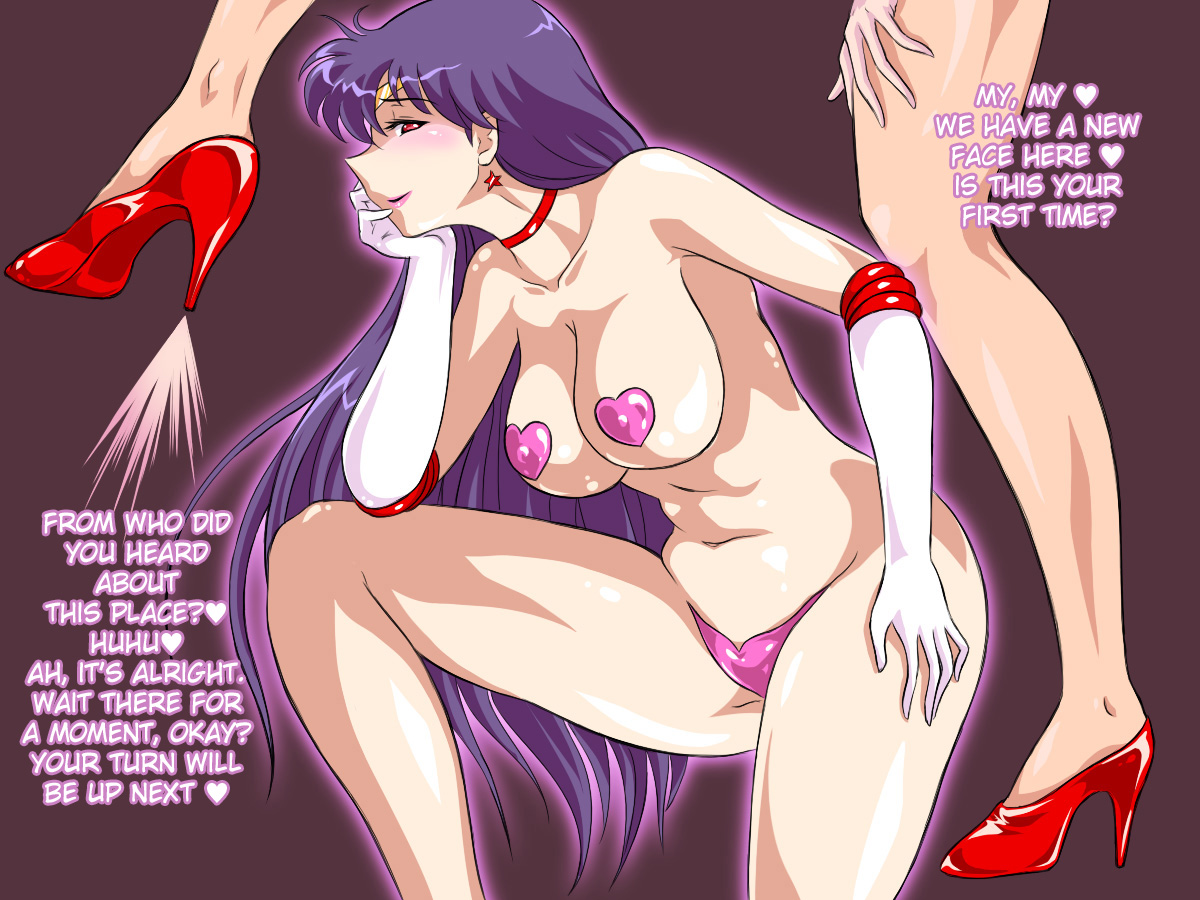 MY, MY ♥
WE HAVE A NEW
FACE HERE ♥
IS THIS YOUR
FIRST TIME?
FROM WHO DID
YOU HEARD
ABOUT
THIS PLACE?♥
HUHU♥
AH, IT'S ALRIGHT.
WAIT THERE FOR
A MOMENT, OKAY?
YOUR TURN WILL
BE UP NEXT ♥